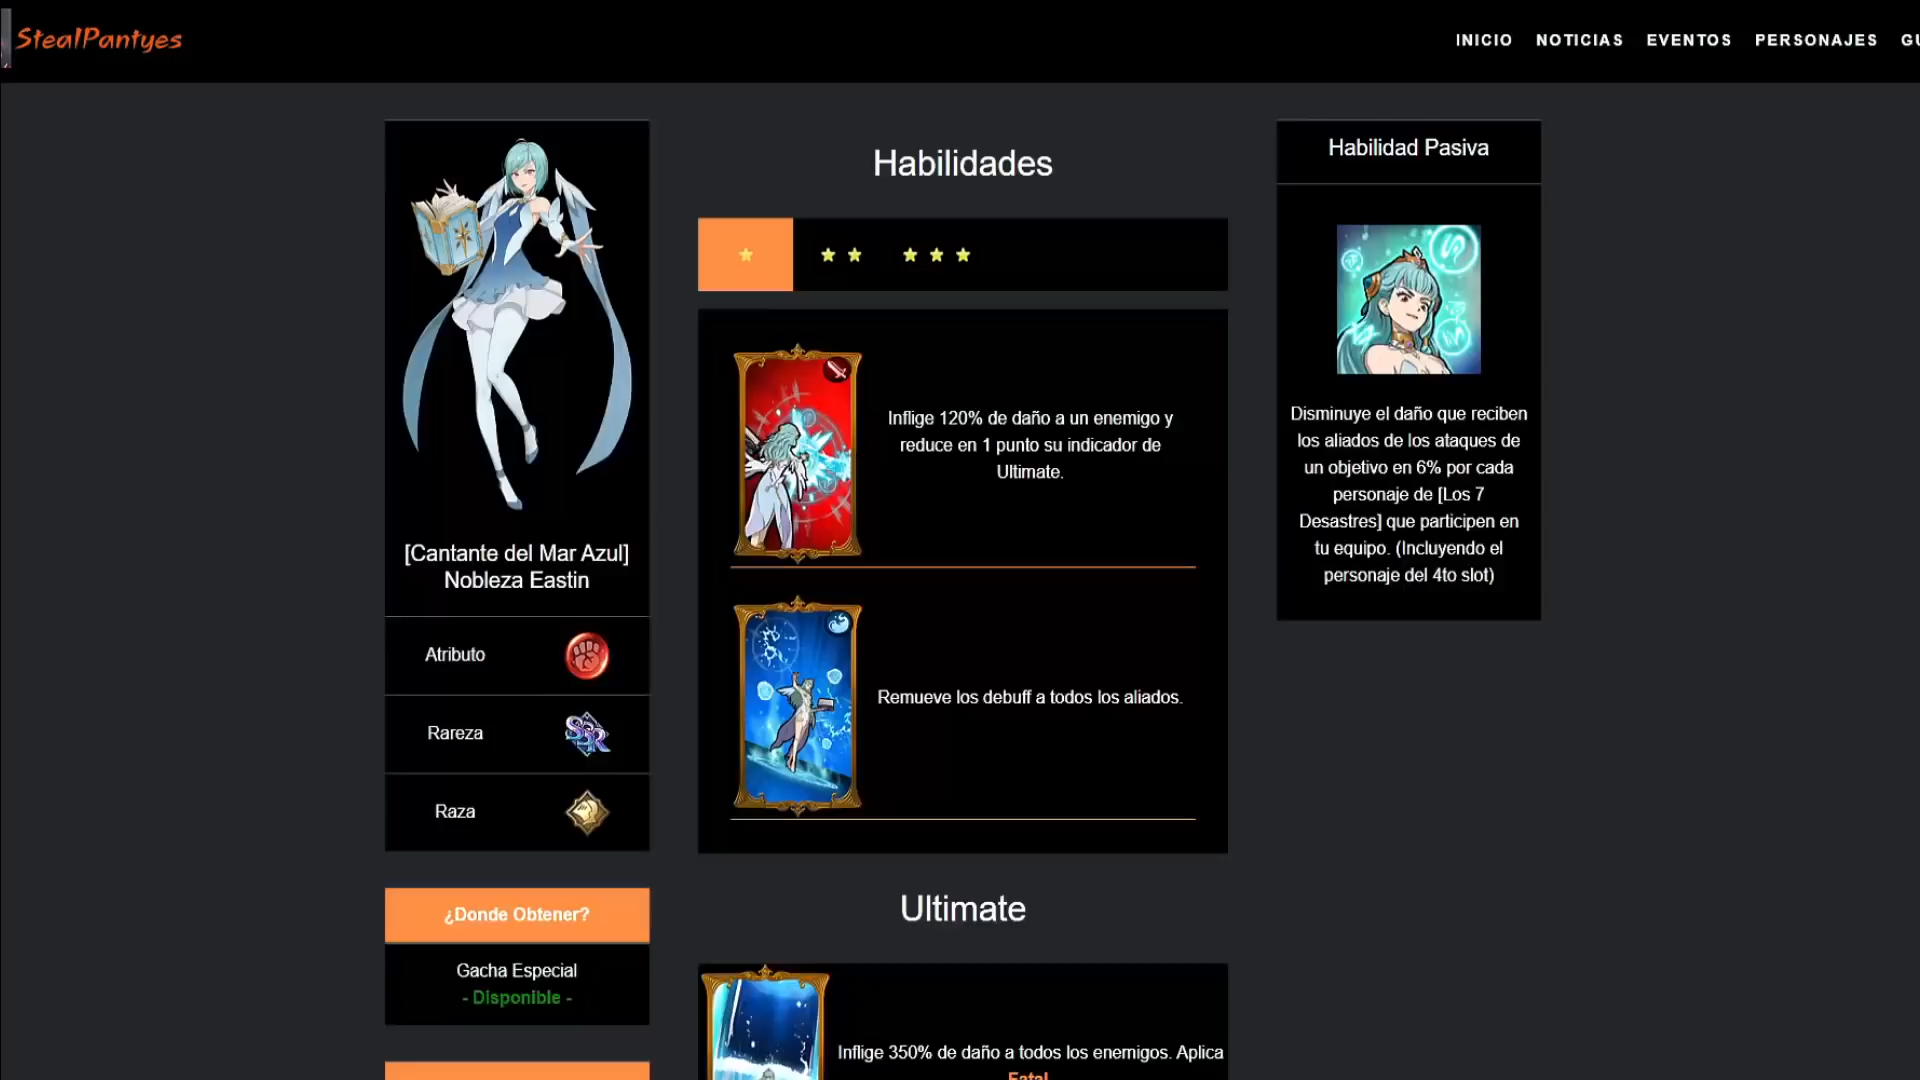 StealPantyes
INICIO NOTICIAS EVENTOS PERSONAJES GU
[Cantante del Mar Azul]
Nobleza Eastin
Atributo
Rareza
SSR
Raza
¿Donde Obtener?
Gacha Especial
- Disponible -
Habilidades
Inflige 120% de daño a un enemigo y
reduce en 1 punto su indicador de
Ultimate.
Remueve los debuff a todos los aliados.
Ultimate
Inflige 350% de daño a todos los enemigos. Aplica
Fatal
Habilidad Pasiva
Disminuye el daño que reciben
los aliados de los ataques de
un objetivo en 6% por cada
personaje de [Los 7
Desastres] que participen en
tu equipo. (Incluyendo el
personaje del 4to slot)